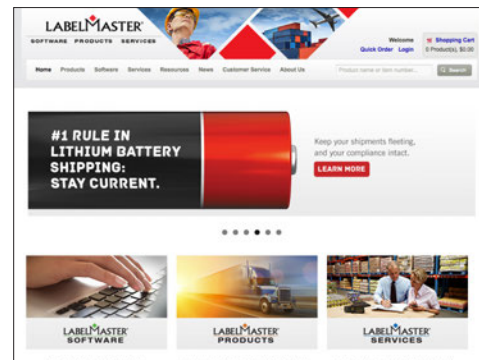 LABELMASTER®
SOFTWARE PRODUCTS SERVICES
Welcome
Quick Order Login
Shopping Cart
0 Product(s), $0.00
Home Products Software Services Resources News Customer Service About Us
Product name or item number...
Search
#1 RULE IN
LITHIUM BATTERY
SHIPPING:
STAY CURRENT.
Keep your shipments fleeting,
and your compliance intact.
LEARN MORE
LABELMASTER®
SOFTWARE
LABELMASTER®
PRODUCTS
LABELMASTER®
SERVICES